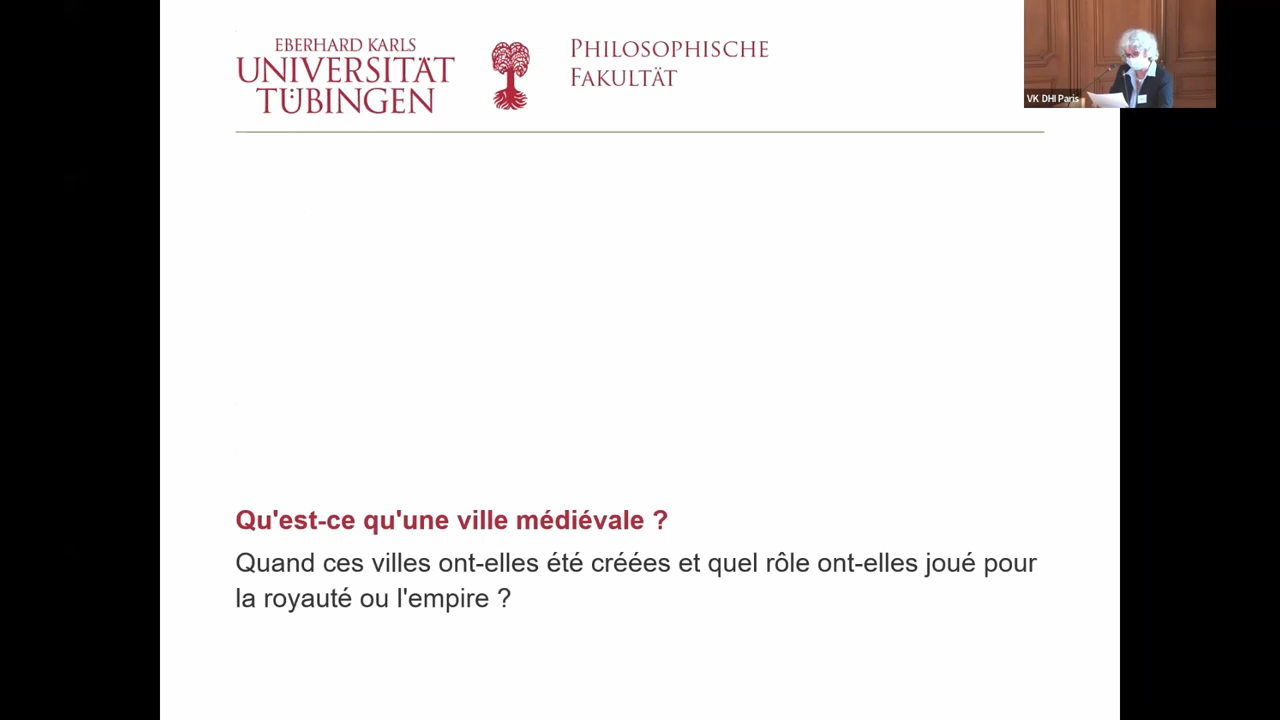 EBERHARD KARLS
UNIVERSITÄT
TÜBINGEN
PHILOSOPHISCHE
FAKULTÄT
VK DHI Paris
Qu'est-ce qu'une ville médiévale ?
Quand ces villes ont-elles été créées et quel rôle ont-elles joué pour
la royauté ou l'empire ?